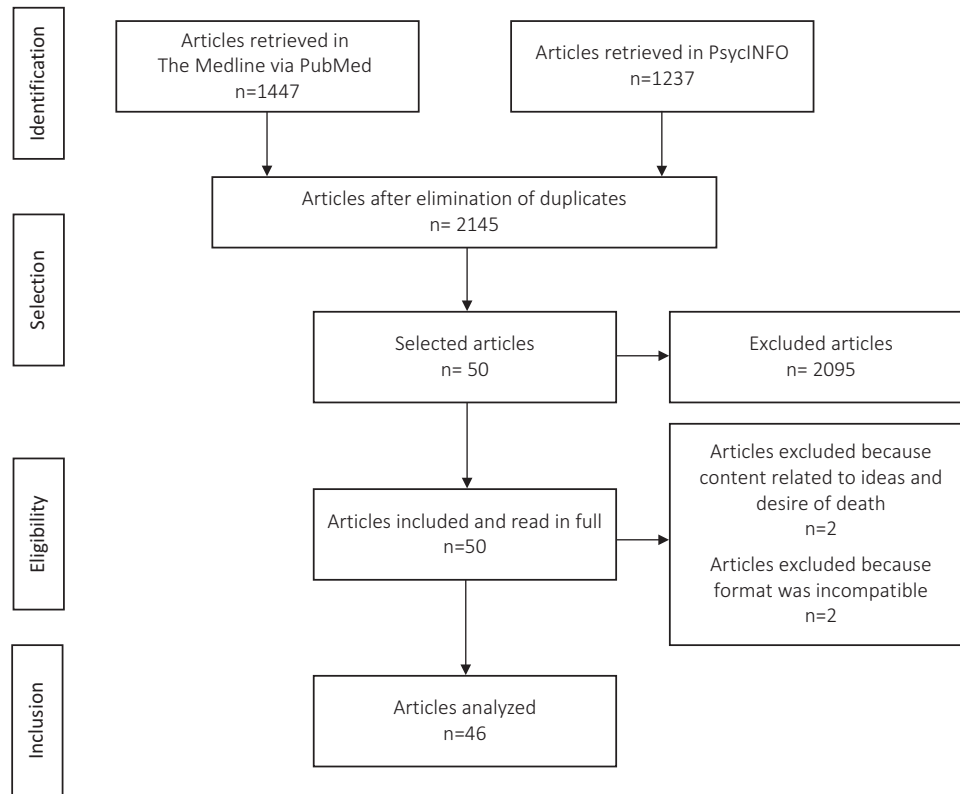 Identification
Articles retrieved in
The Medline via PubMed
n=1447
Articles retrieved in PsycINFO
n=1237
Articles after elimination of duplicates
n= 2145
Selection
Selected articles
n= 50
Excluded articles
n= 2095
Eligibility
Articles included and read in full
n=50
Articles excluded because
content related to ideas and
desire of death
n=2
Articles excluded because
format was incompatible
n=2
Inclusion
Articles analyzed
n=46